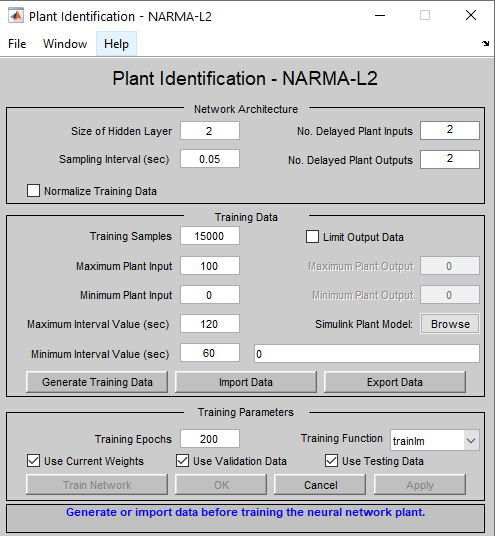 Plant Identification - NARMA-L2
File Window Help
Plant Identification - NARMA-L2
Network Architecture
Size of Hidden Layer 2 No. Delayed Plant Inputs 2
Sampling Interval (sec) 0.05 No. Delayed Plant Outputs 2
Normalize Training Data
Training Data
Training Samples 15000 Limit Output Data
Maximum Plant Input 100 Maximum Plant Output 0
Minimum Plant Input 0 Minimum Plant Output 0
Maximum Interval Value (sec) 120 Simulink Plant Model: Browse
Minimum Interval Value (sec) 60 0
Generate Training Data Import Data Export Data
Training Parameters
Training Epochs 200 Training Function trainlm
Use Current Weights Use Validation Data Use Testing Data
Train Network OK Cancel Apply
Generate or import data before training the neural network plant.